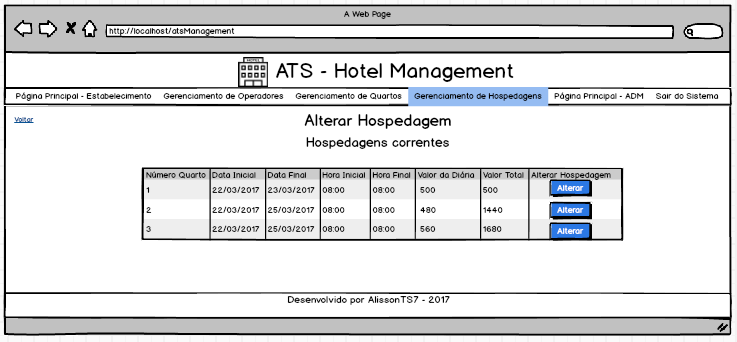 A Web Page
http://localhost/atsManagement
HOTEL
ATS - Hotel Management
Página Principal - Estabelecimento Gerenciamento de Operadores Gerenciamento de Quartos Gerenciamento de Hospedagens Página Principal - ADM Sair do Sistema
Voltar
Alterar Hospedagem
Hospedagens correntes
Número Quarto Data Inicial Data Final Hora Inicial Hora Final Valor da Diária Valor Total Alterar Hospedagem
1 22/03/2017 23/03/2017 08:00 08:00 500 500 Alterar
2 22/03/2017 25/03/2017 08:00 08:00 480 1440 Alterar
3 22/03/2017 25/03/2017 08:00 08:00 560 1680 Alterar
Desenvolvido por AlissonTS7 - 2017